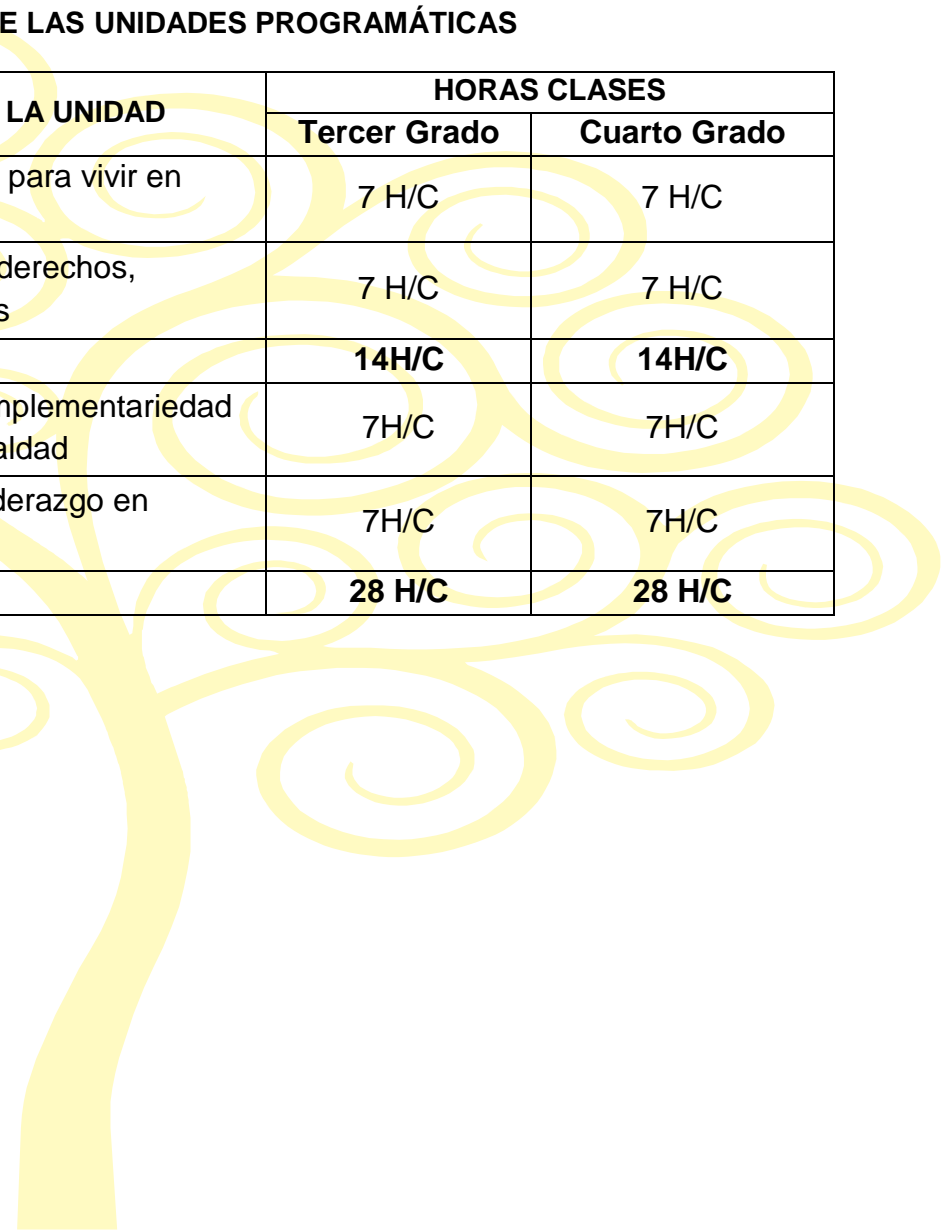 E LAS UNIDADES PROGRAMÁTICAS
LA UNIDAD
HORAS CLASES
Tercer Grado Cuarto Grado
para vivir en
7 H/C 7 H/C
derechos,
s
7 H/C 7 H/C
14H/C 14H/C
mplementariedad
aldad
7H/C 7H/C
derazgo en
7H/C 7H/C
28 H/C 28 H/C